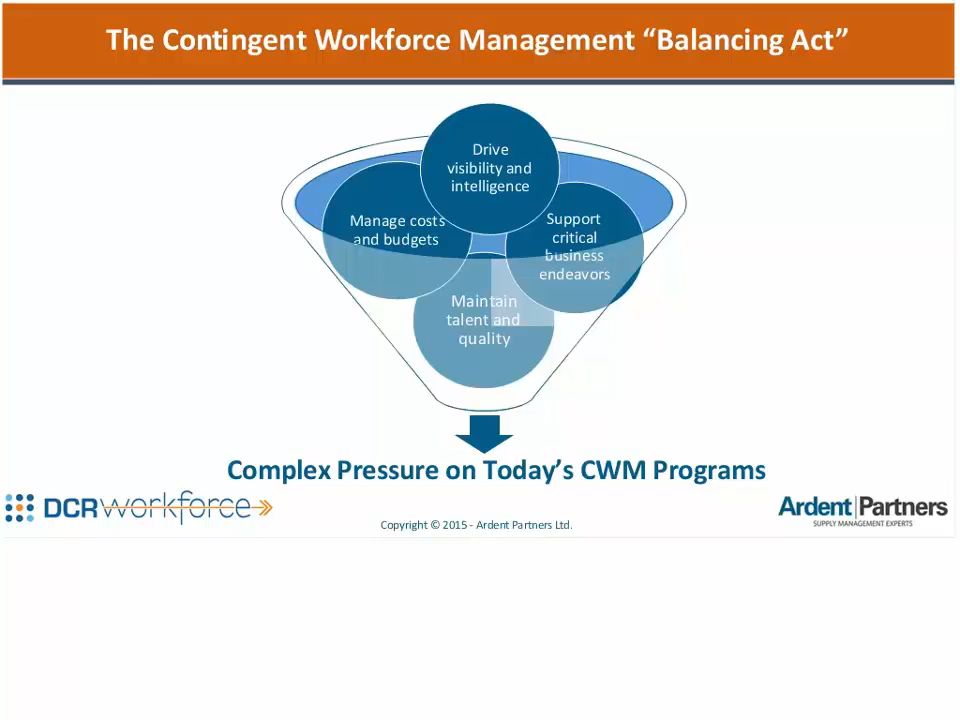 The Contingent Workforce Management “Balancing Act”
Drive
visibility and
intelligence
Manage costs
and budgets
Support
critical
business
endeavors
Maintain
talent and
quality
Complex Pressure on Today’s CWM Programs
DCRworkforce
Copyright © 2015 - Ardent Partners Ltd.
Ardent|Partners
SUPPLY MANAGEMENT EXPERTS